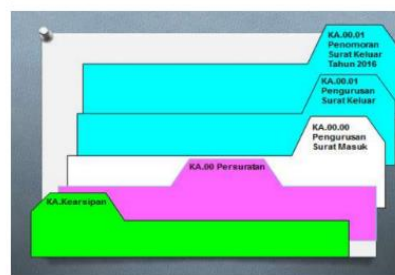 KA.00.01
Penomoran
Surat Keluar
Tahun 2016
KA.00.01
Pengurusan
Surat Keluar
KA.00.00
Pengurusan
Surat Masuk
KA.00 Persuratan
KA.Kearsipan